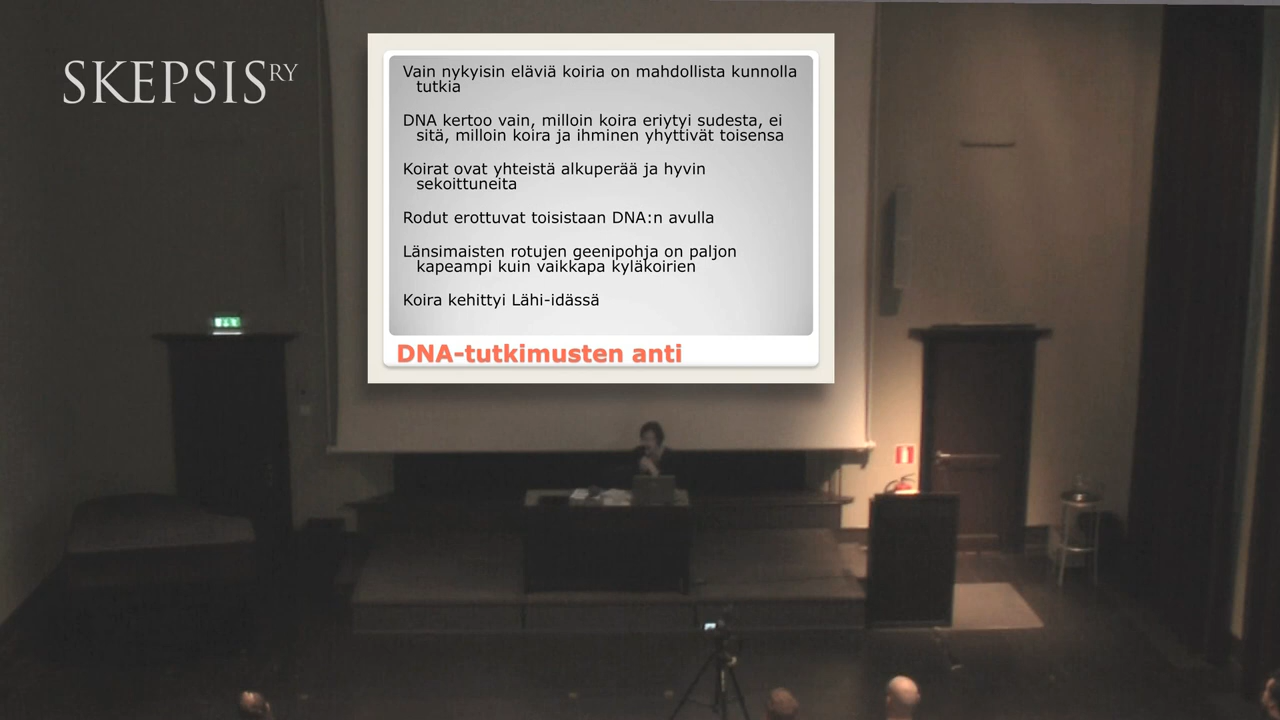 SKEPSIS RY
Vain nykyisin eläviä koiria on mahdollista kunnolla
tutkia
DNA kertoo vain, milloin koira eriytyi sudesta, ei
sitä, milloin koira ja ihminen yhyttivät toisensa
Koirat ovat yhteistä alkuperää ja hyvin
sekoittuneita
Rodut erottuvat toisistaan DNA:n avulla
Länsimaisten rotujen geenipohja on paljon
kapeampi kuin vaikkapa kyläkoirien
Koira kehittyi Lähi-idässä
DNA-tutkimusten anti